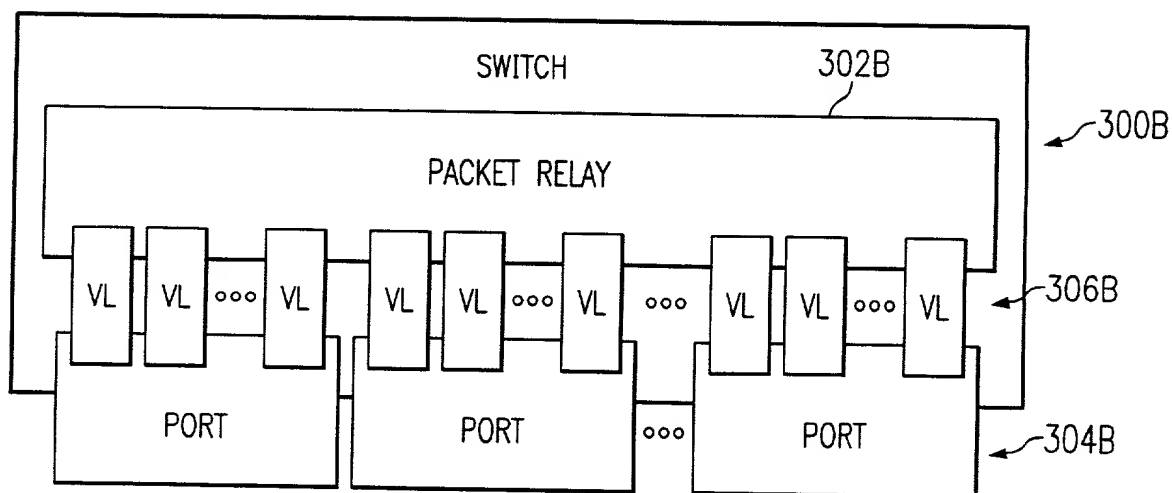 SWITCH
302B
300B
PACKET RELAY
VL VL ooo VL VL VL ooo VL ooo VL VL ooo VL
306B
PORT PORT ooo PORT
304B